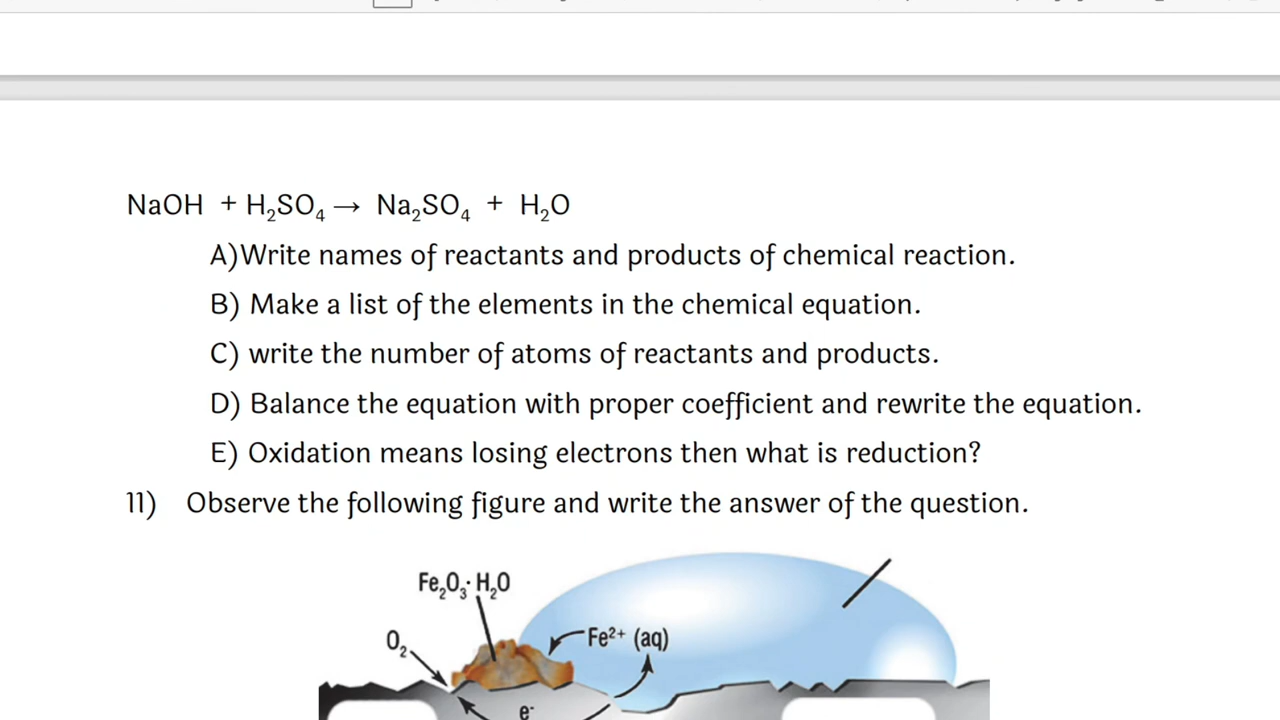 NaOH + H₂SO₄ → Na₂SO₄ + H₂O
A)Write names of reactants and products of chemical reaction.
B) Make a list of the elements in the chemical equation.
C) write the number of atoms of reactants and products.
D) Balance the equation with proper coefficient and rewrite the equation.
E) Oxidation means losing electrons then what is reduction?
11) Observe the following figure and write the answer of the question.
Fe₂O₃· H₂O
O₂
Fe²⁺ (aq)
e⁻